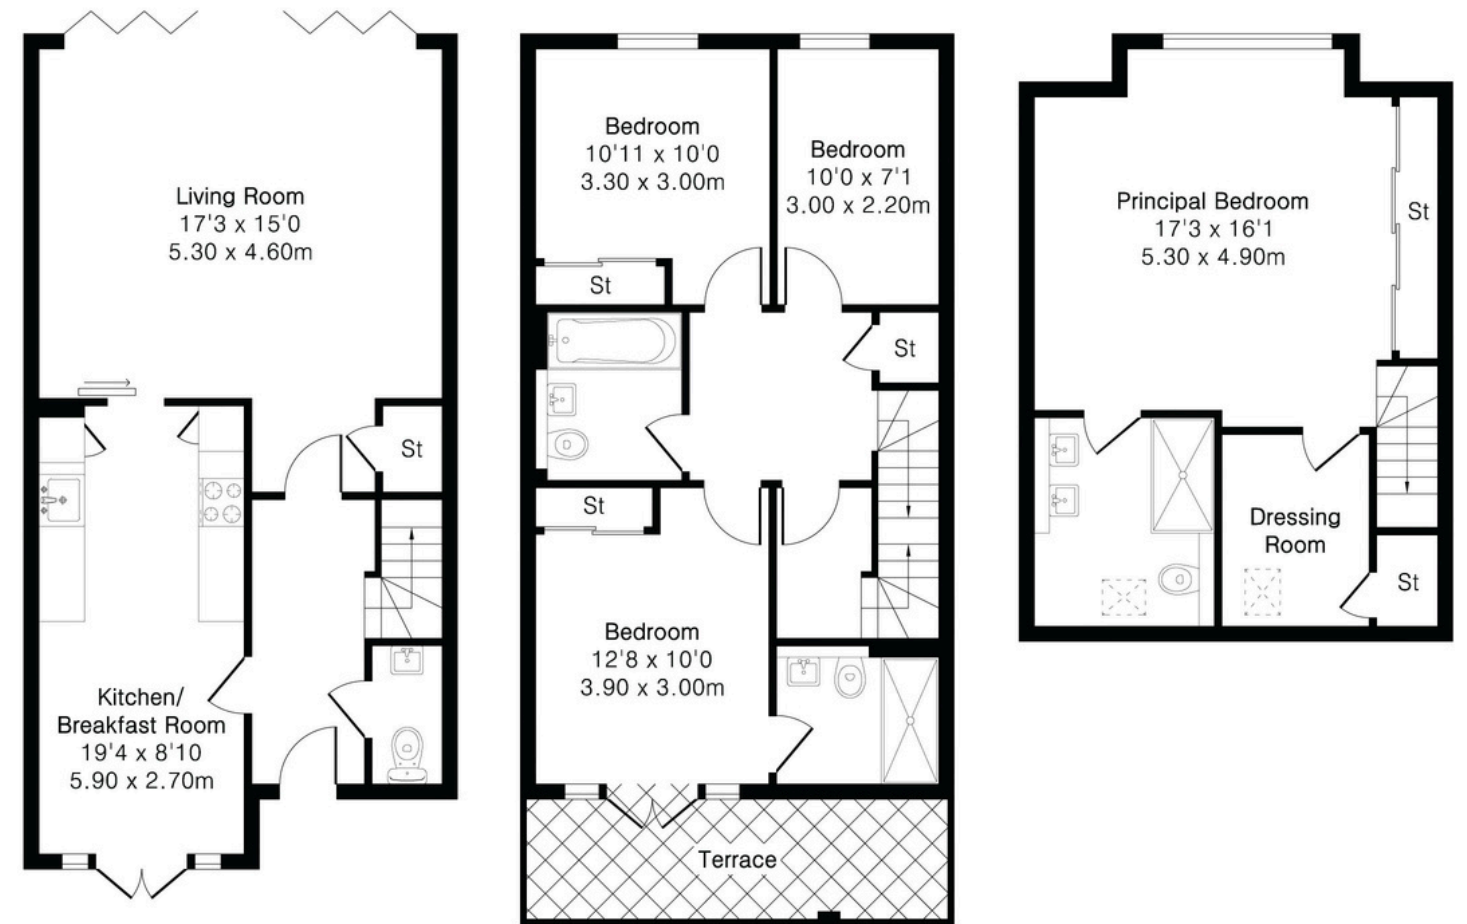 Living Room
17'3 x 15'0
5.30 x 4.60m
St
Kitchen/
Breakfast Room
19'4 x 8'10
5.90 x 2.70m
Bedroom
10'11 x 10'0
3.30 x 3.00m
Bedroom
10'0 x 7'1
3.00 x 2.20m
St
St
St
Bedroom
12'8 x 10'0
3.90 x 3.00m
Terrace
Principal Bedroom
17'3 x 16'1
5.30 x 4.90m
St
Dressing
Room
St